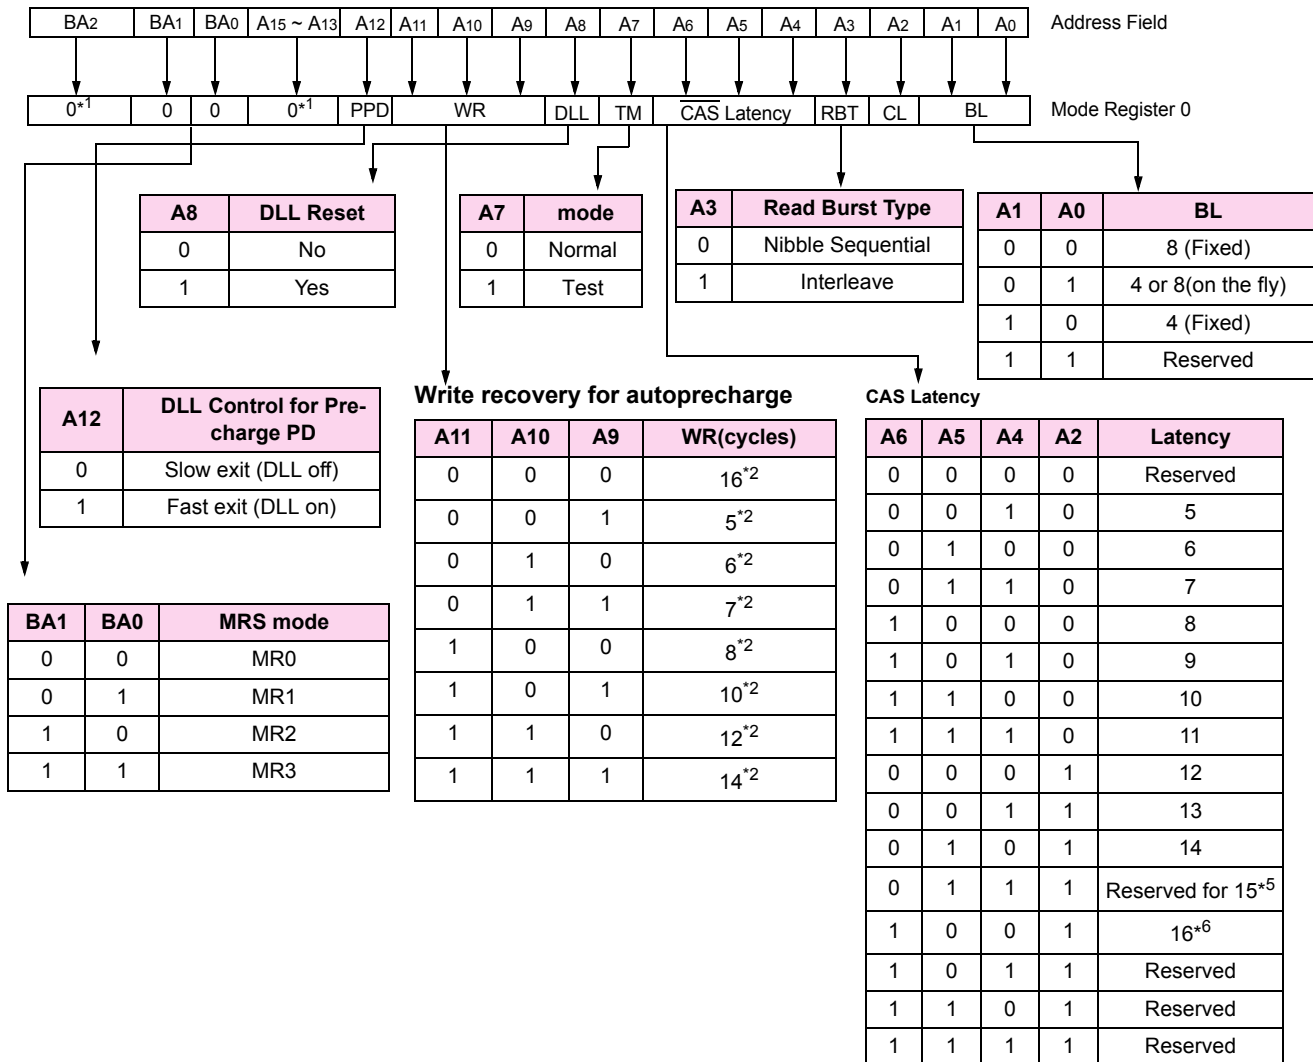 BA2 BA1 BA0 A15 ~ A13 A12 A11 A10 A9 A8 A7 A6 A5 A4 A3 A2 A1 A0 Address Field
0*1 0 0 0*1 PPD WR DLL TM CAS Latency RBT CL BL Mode Register 0
A8 DLL Reset
0 No
1 Yes
A7 mode
0 Normal
1 Test
A3 Read Burst Type
0 Nibble Sequential
1 Interleave
A1 A0 BL
0 0 8 (Fixed)
0 1 4 or 8(on the fly)
1 0 4 (Fixed)
1 1 Reserved
A12 DLL Control for Pre-
charge PD
0 Slow exit (DLL off)
1 Fast exit (DLL on)
Write recovery for autoprecharge
A11 A10 A9 WR(cycles)
0 0 0 16*2
0 0 1 5*2
0 1 0 6*2
0 1 1 7*2
1 0 0 8*2
1 0 1 10*2
1 1 0 12*2
1 1 1 14*2
CAS Latency
A6 A5 A4 A2 Latency
0 0 0 0 Reserved
0 0 1 0 5
0 1 0 0 6
0 1 1 0 7
1 0 0 0 8
1 0 1 0 9
1 1 0 0 10
1 1 1 0 11
0 0 0 1 12
0 0 1 1 13
0 1 0 1 14
0 1 1 1 Reserved for 15*5
1 0 0 1 16*6
1 0 1 1 Reserved
1 1 0 1 Reserved
1 1 1 1 Reserved
BA1 BA0 MRS mode
0 0 MR0
0 1 MR1
1 0 MR2
1 1 MR3